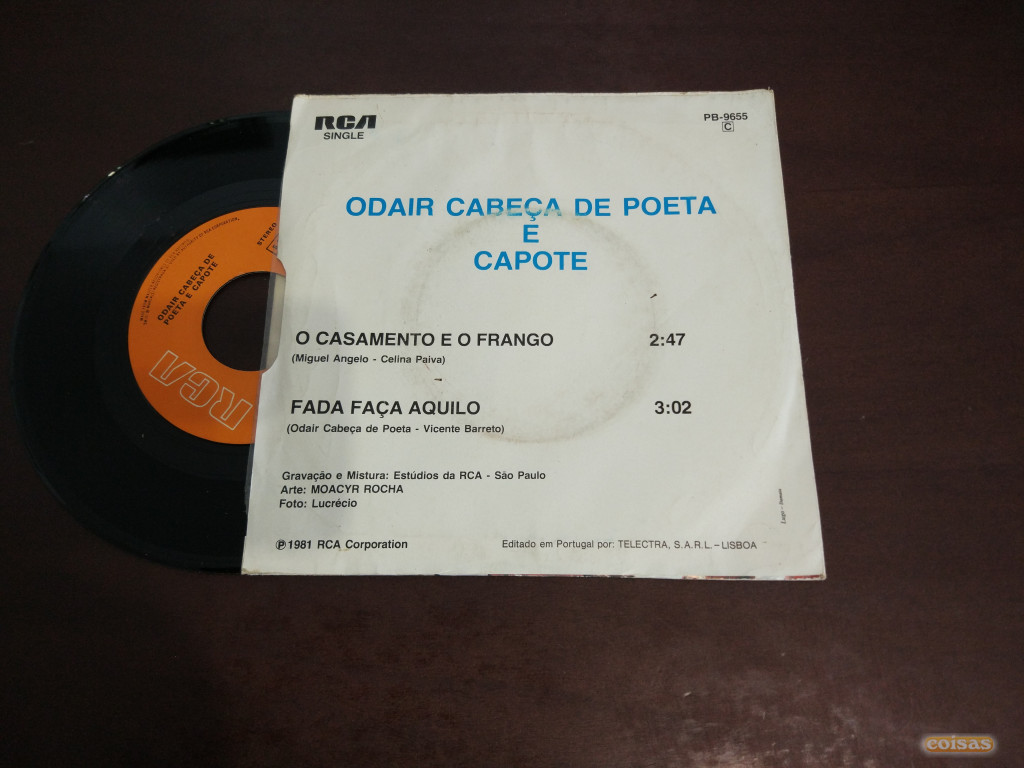 RCA
SINGLE
PB-9655
C
ODAIR CABEÇA DE POETA
E
CAPOTE
O CASAMENTO E O FRANGO 2:47
(Miguel Angelo - Celina Paiva)
FADA FAÇA AQUILO 3:02
(Odair Cabeça de Poeta - Vicente Barreto)
Gravação e Mistura: Estúdios da RCA - São Paulo
Arte: MOACYR ROCHA
Foto: Lucrécio
℗ 1981 RCA Corporation
Editado em Portugal por: TELECTRA, S.A.R.L. – LISBOA
STEREO
ODAIR CABEÇA DE
POETA E CAPOTE
RCA
coisas